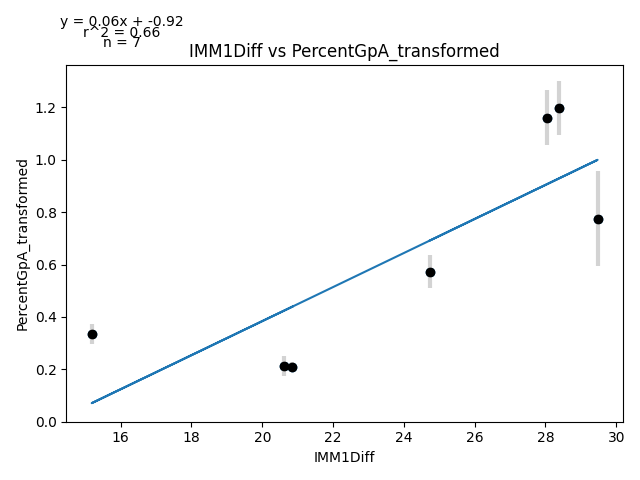 y = 0.06x + -0.92
r^2 = 0.66
n = 7
IMM1Diff vs PercentGpA_transformed
PercentGpA_transformed
1.2
1.0
0.8
0.6
0.4
0.2
0.0
16 18 20 22 24 26 28 30
IMM1Diff